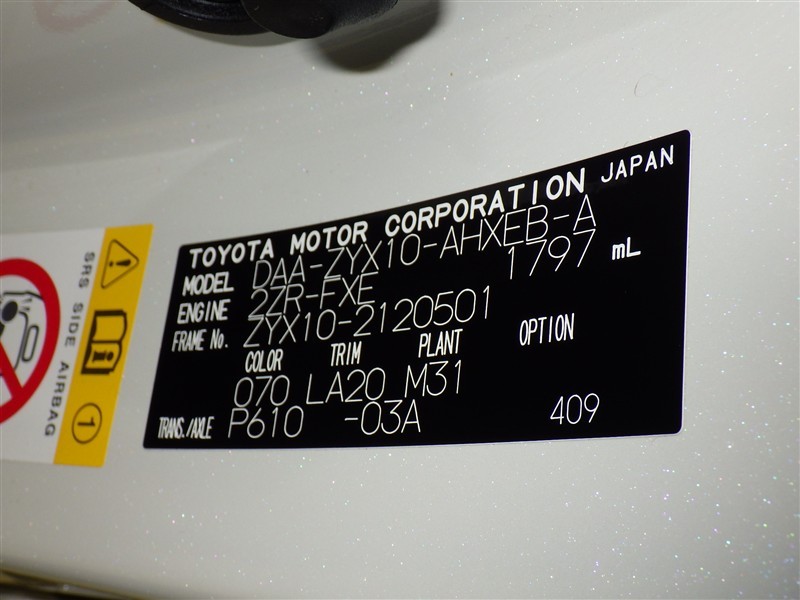 TOYOTA MOTOR CORPORATION JAPAN
MODEL DAA-ZYX10-AHXEB-A
ENGINE 2ZR-FXE 1797 mL
FRAME No. ZYX10-2120501
COLOR TRIM PLANT OPTION
070 LA20 M31
TRANS./AXLE P610 -03A 409
SRS SIDE AIRBAG
1